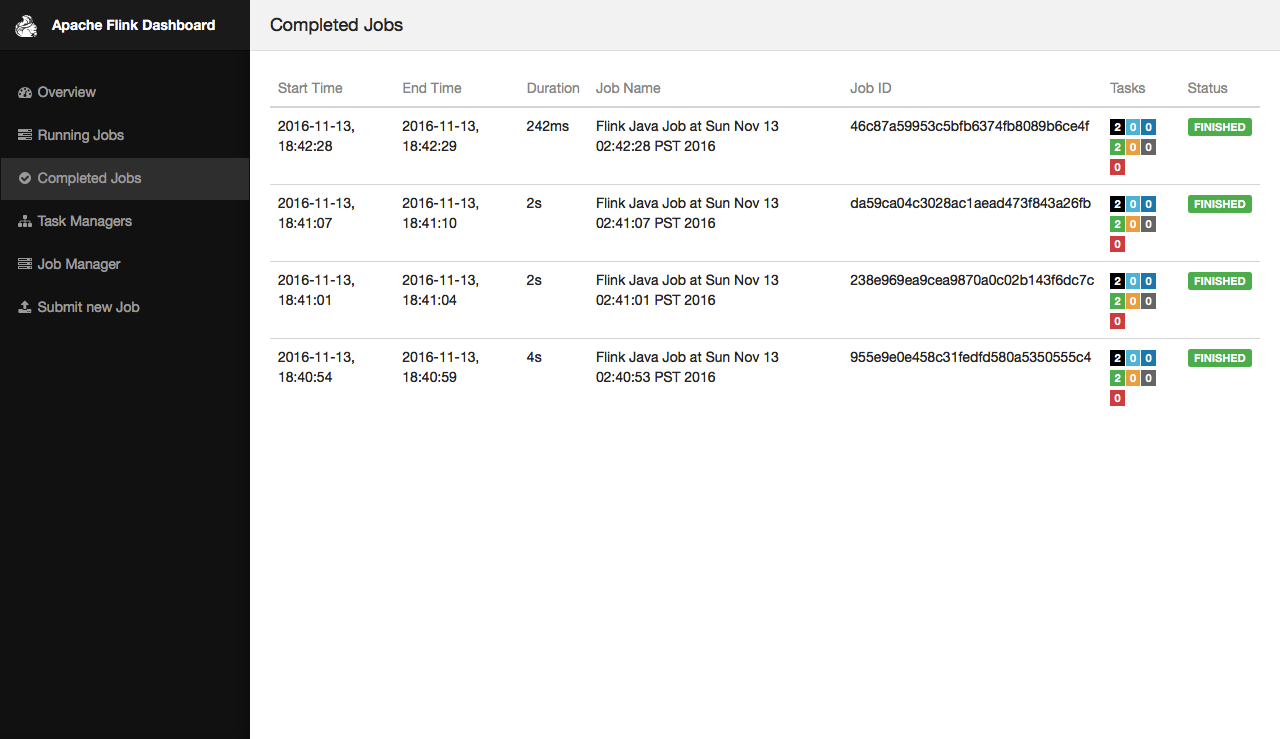 Apache Flink Dashboard
Completed Jobs
Overview
Running Jobs
Completed Jobs
Task Managers
Job Manager
Submit new Job
Start Time End Time Duration Job Name Job ID Tasks Status
2016-11-13, 2016-11-13, 242ms Flink Java Job at Sun Nov 13 46c87a59953c5bfb6374fb8089b6ce4f 2 0 0 FINISHED
18:42:28 18:42:29 02:42:28 PST 2016 2 0 0
0
2016-11-13, 2016-11-13, 2s Flink Java Job at Sun Nov 13 da59ca04c3028ac1aead473f843a26fb 2 0 0 FINISHED
18:41:07 18:41:10 02:41:07 PST 2016 2 0 0
0
2016-11-13, 2016-11-13, 2s Flink Java Job at Sun Nov 13 238e969ea9cea9870a0c02b143f6dc7c 2 0 0 FINISHED
18:41:01 18:41:04 02:41:01 PST 2016 2 0 0
0
2016-11-13, 2016-11-13, 4s Flink Java Job at Sun Nov 13 955e9e0e458c31fedfd580a5350555c4 2 0 0 FINISHED
18:40:54 18:40:59 02:40:53 PST 2016 2 0 0
0